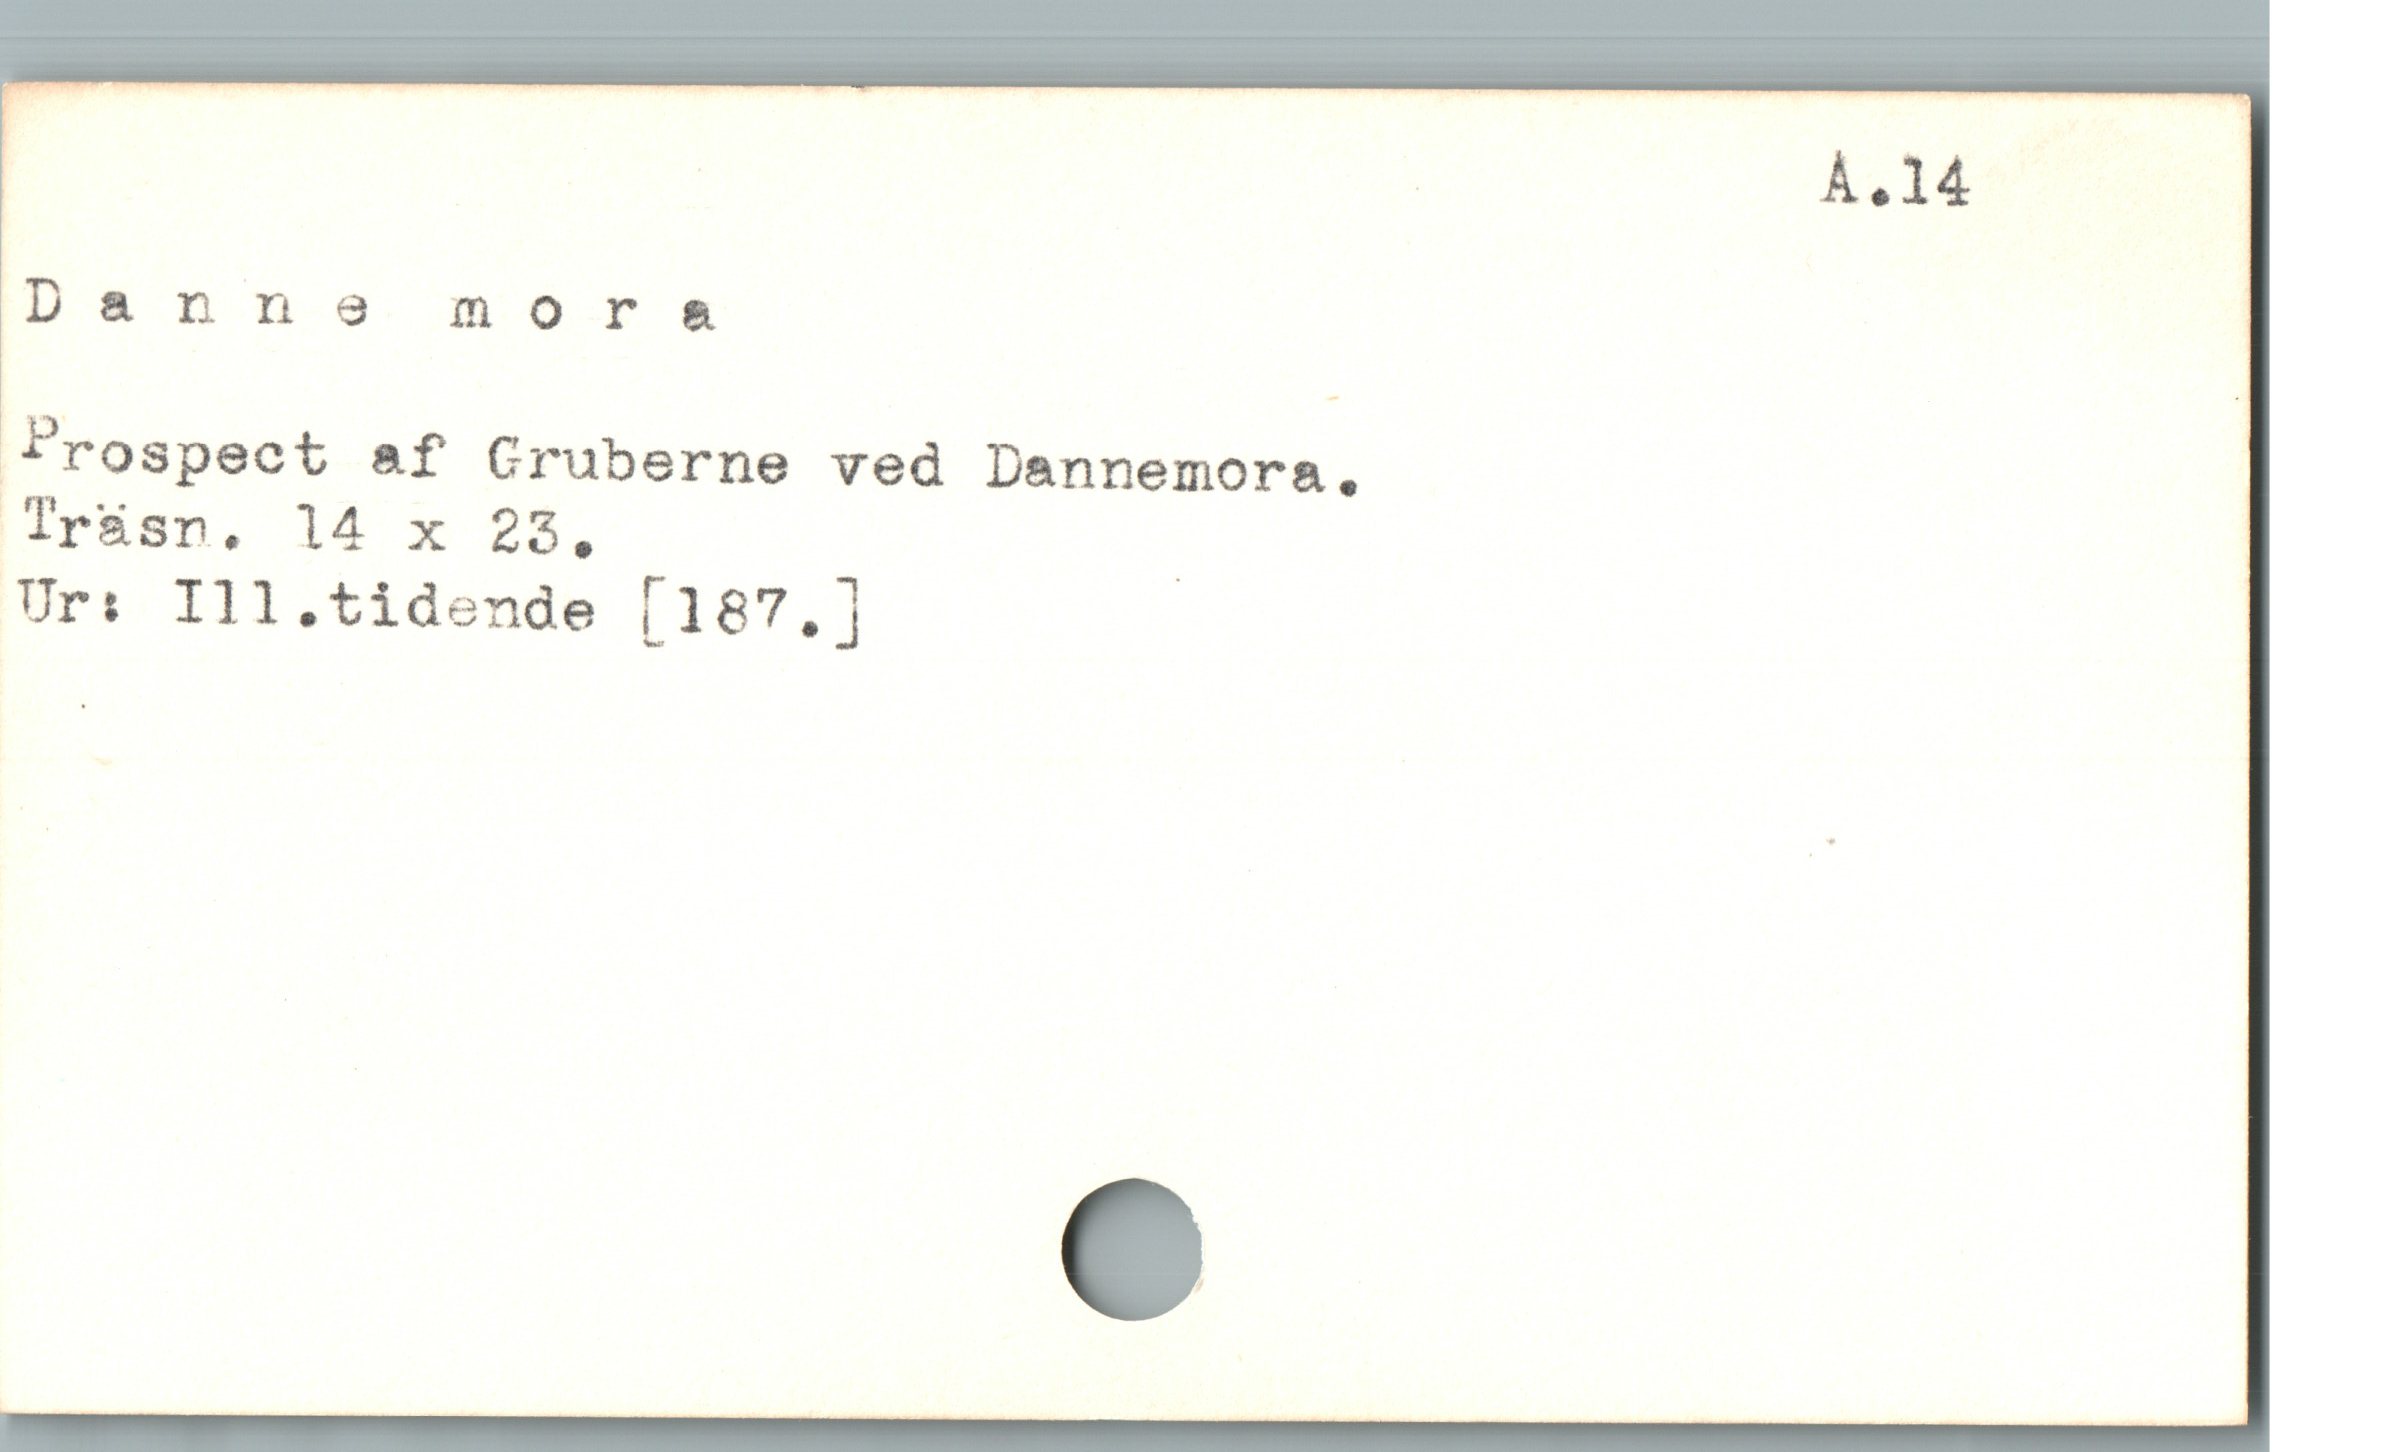 A.14
D a n n e m o r a
Prospect af Gruberne ved Dannemora.
Träsn. 14 x 23.
Ur: Ill.tidende [187.]